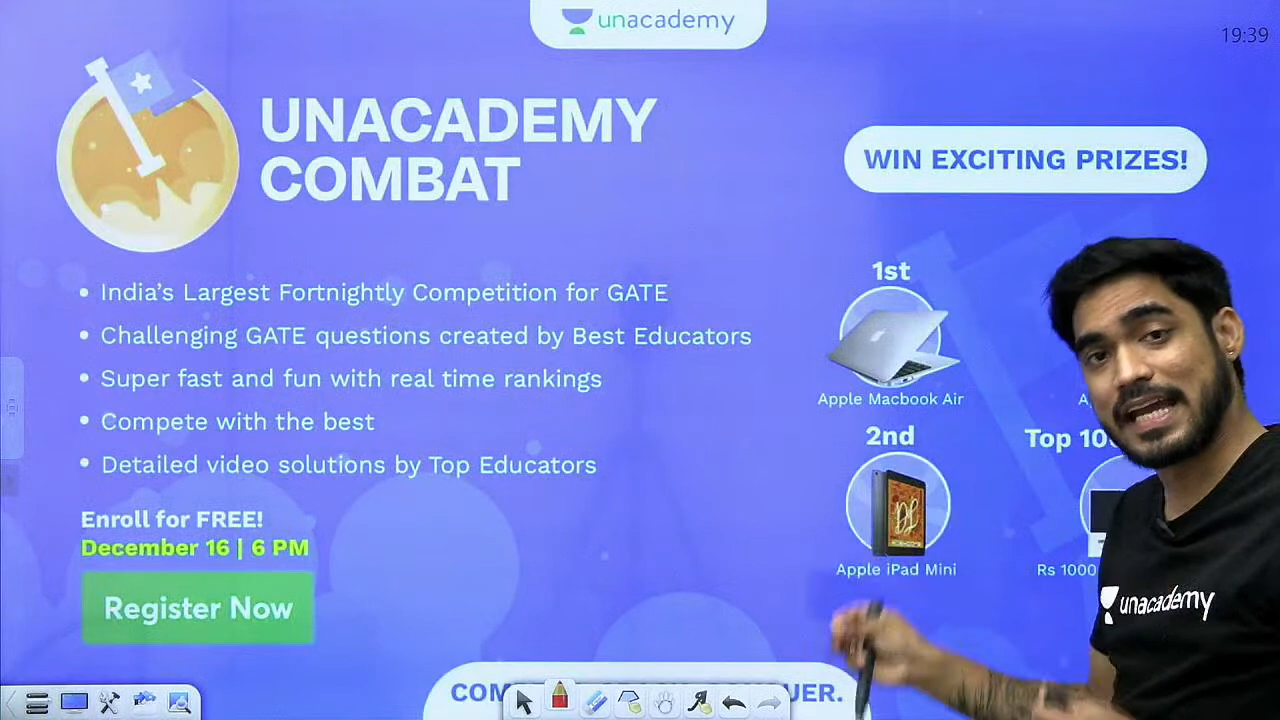 unacademy
19:39
UNACADEMY
COMBAT
WIN EXCITING PRIZES!
• India's Largest Fortnightly Competition for GATE
• Challenging GATE questions created by Best Educators
• Super fast and fun with real time rankings
• Compete with the best
• Detailed video solutions by Top Educators
Enroll for FREE!
December 16 | 6 PM
Register Now
1st
Apple Macbook Air
2nd
Top
Apple iPad Mini
Rs 1000
unacademy